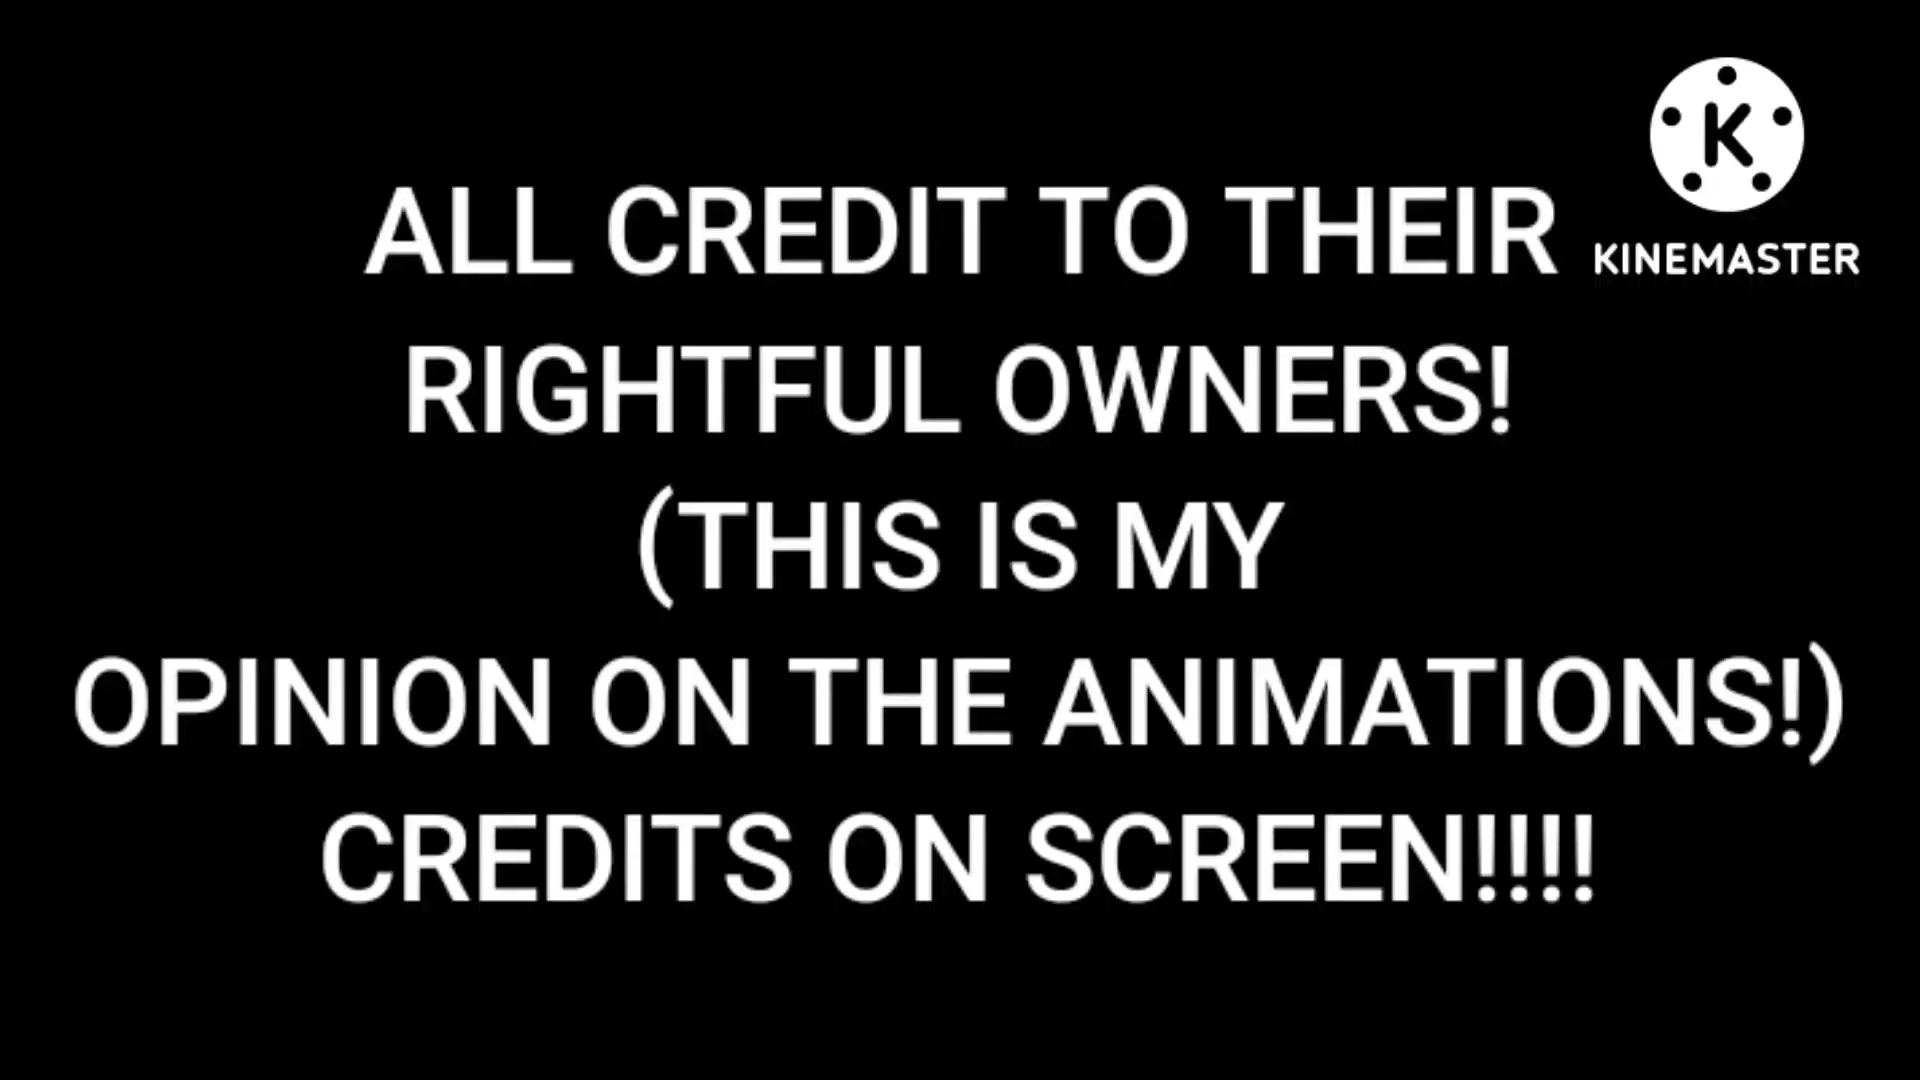 K
KINEMASTER
ALL CREDIT TO THEIR
RIGHTFUL OWNERS!
(THIS IS MY
OPINION ON THE ANIMATIONS!)
CREDITS ON SCREEN!!!!